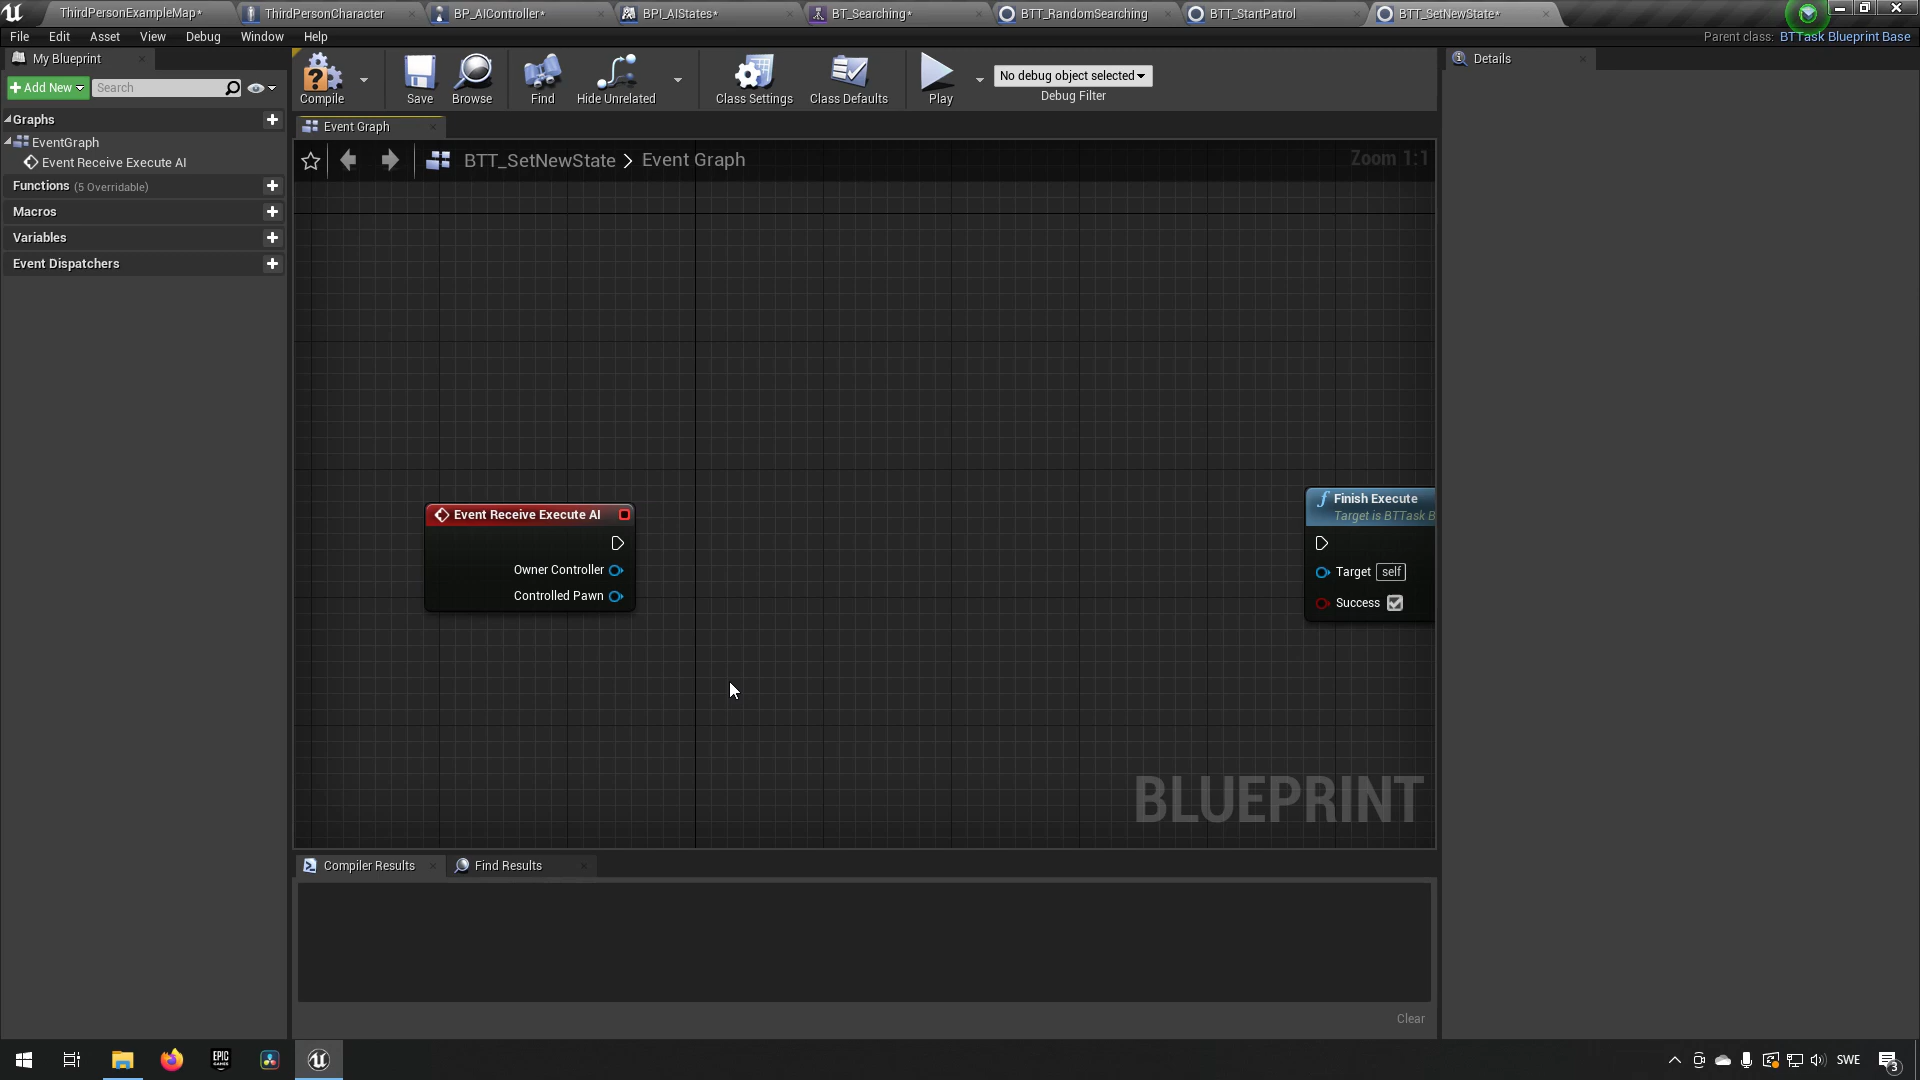 ThirdPersonExampleMap*
ThirdPersonCharacter
BP_AIController*
BPI_AIStates*
BT_Searching*
BTT_RandomSearching
BTT_StartPatrol
BTT_SetNewState*
File
Edit
Asset
View
Debug
Window
Help
Parent class: BTTask Blueprint Base
My Blueprint
Add New
Search
Compile
Save
Browse
Find
Hide Unrelated
Class Settings
Class Defaults
Play
No debug object selected
Debug Filter
Details
Graphs
EventGraph
Event Receive Execute AI
Functions (5 Overridable)
Macros
Variables
Event Dispatchers
Event Graph
BTT_SetNewState > Event Graph
Zoom 1:1
Event Receive Execute AI
Owner Controller
Controlled Pawn
Finish Execute
Target is BTTask B
Target self
Success
BLUEPRINT
Compiler Results
Find Results
Clear
EPIC
GAMES
SWE
3